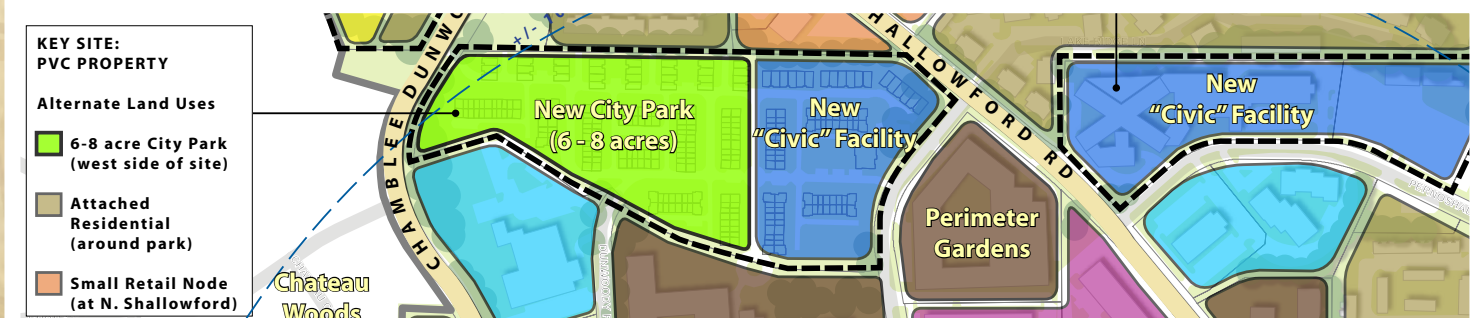 KEY SITE:
PVC PROPERTY
Alternate Land Uses
6-8 acre City Park
(west side of site)
Attached
Residential
(around park)
Small Retail Node
(at N. Shallowford)
CHAMBLEE DUNWO
HALLOWFORD RD
New City Park
(6 - 8 acres)
New
"Civic" Facility
New
"Civic" Facility
Perimeter
Gardens
Chateau
Woods